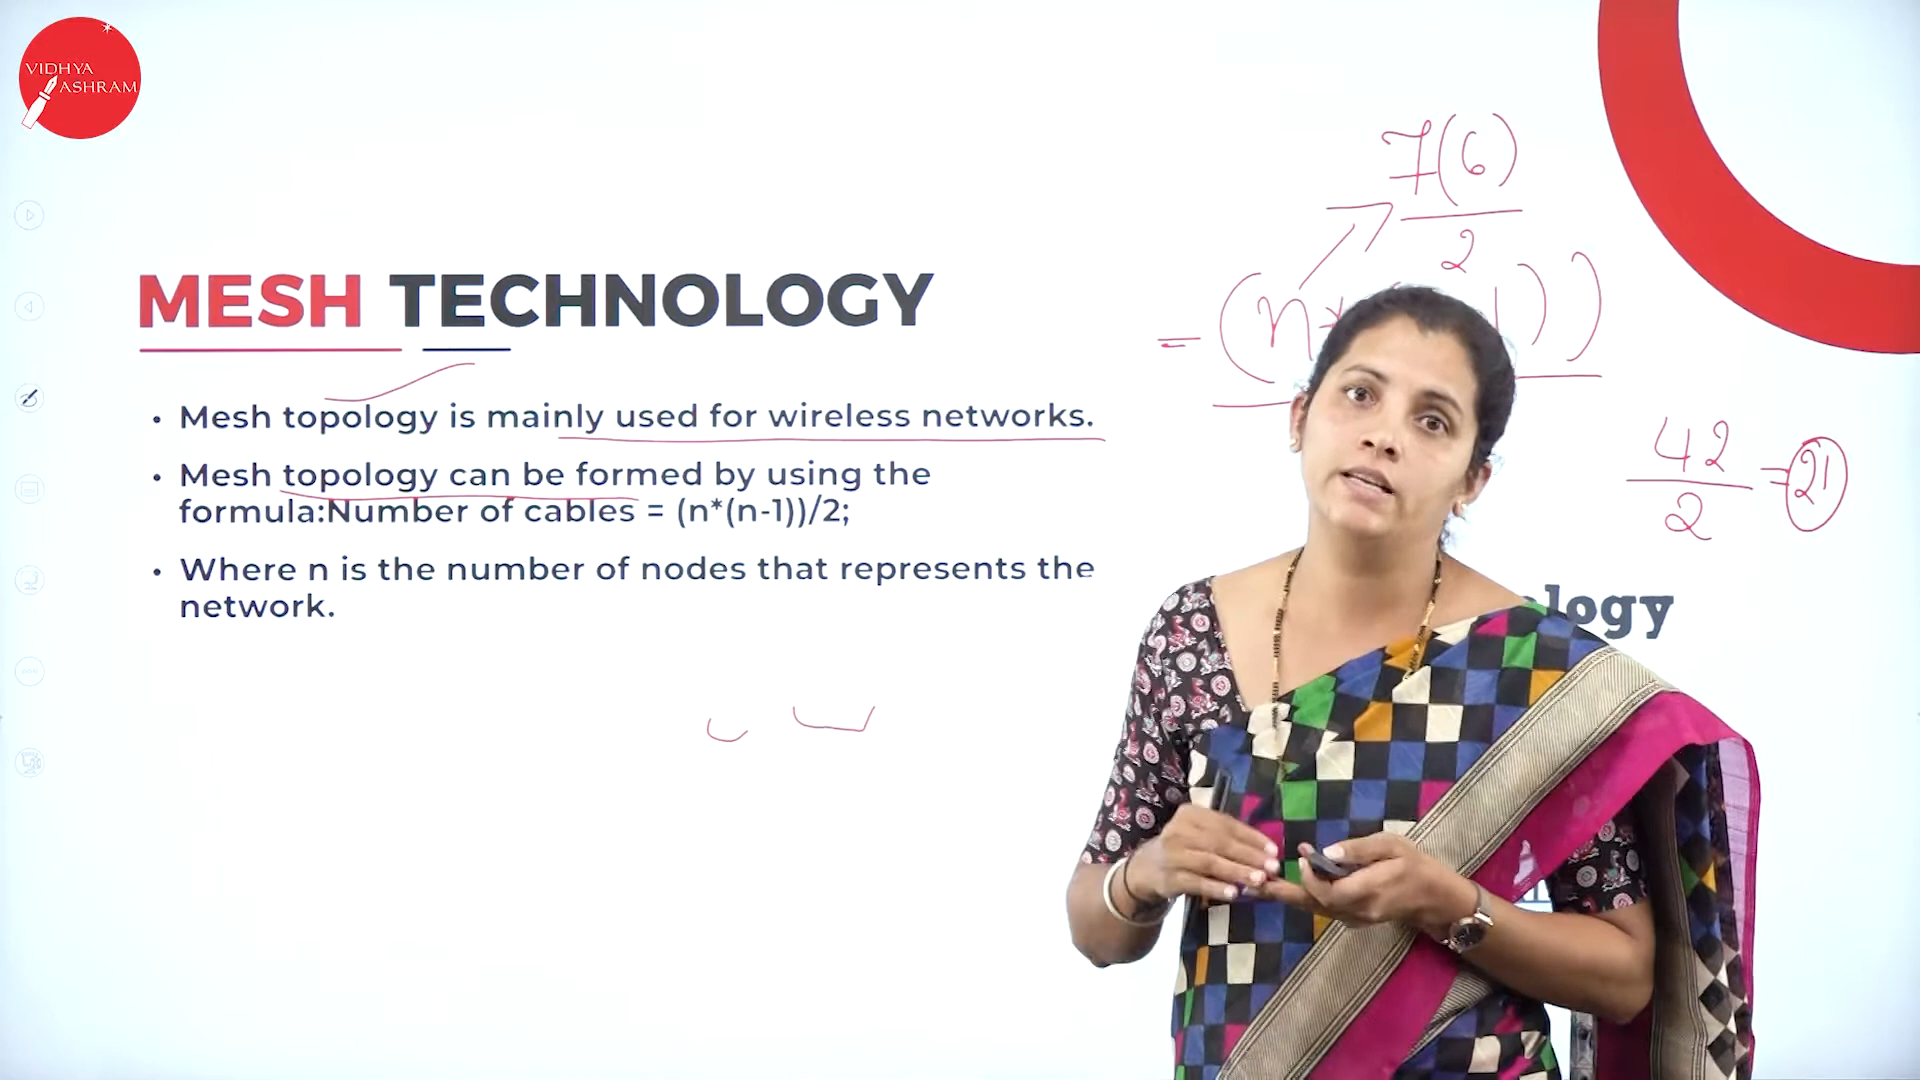 VIDHYA
ASHRAM
7(6)
2
MESH TECHNOLOGY
= (n*
1))
• Mesh topology is mainly used for wireless networks.
• Mesh topology can be formed by using the
formula:Number of cables = (n*(n-1))/2;
• Where n is the number of nodes that represents the
network.
42
2
= 21
ology